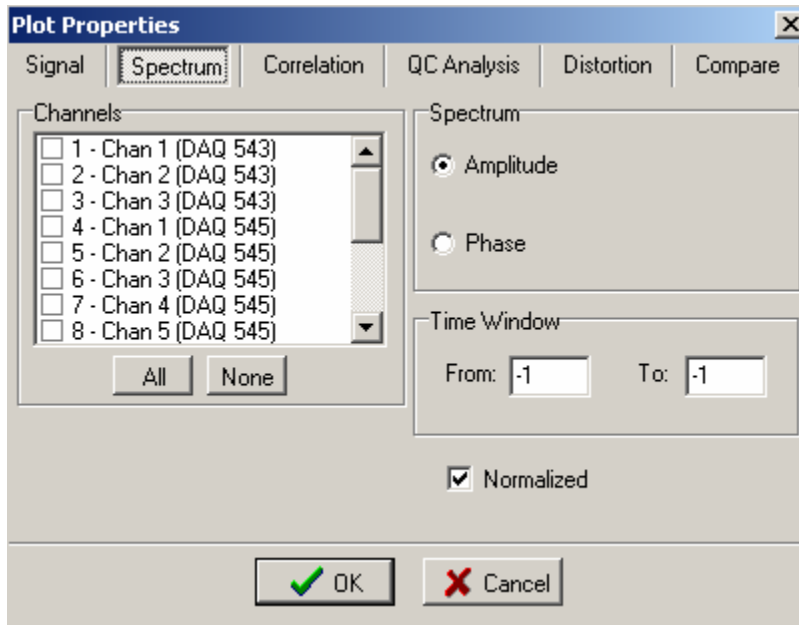 Plot Properties
Signal Spectrum Correlation QC Analysis Distortion Compare
Channels
1 - Chan 1 (DAQ 543)
2 - Chan 2 (DAQ 543)
3 - Chan 3 (DAQ 543)
4 - Chan 1 (DAQ 545)
5 - Chan 2 (DAQ 545)
6 - Chan 3 (DAQ 545)
7 - Chan 4 (DAQ 545)
8 - Chan 5 (DAQ 545)
All None
Spectrum
Amplitude
Phase
Time Window
From: -1 To: -1
Normalized
OK Cancel